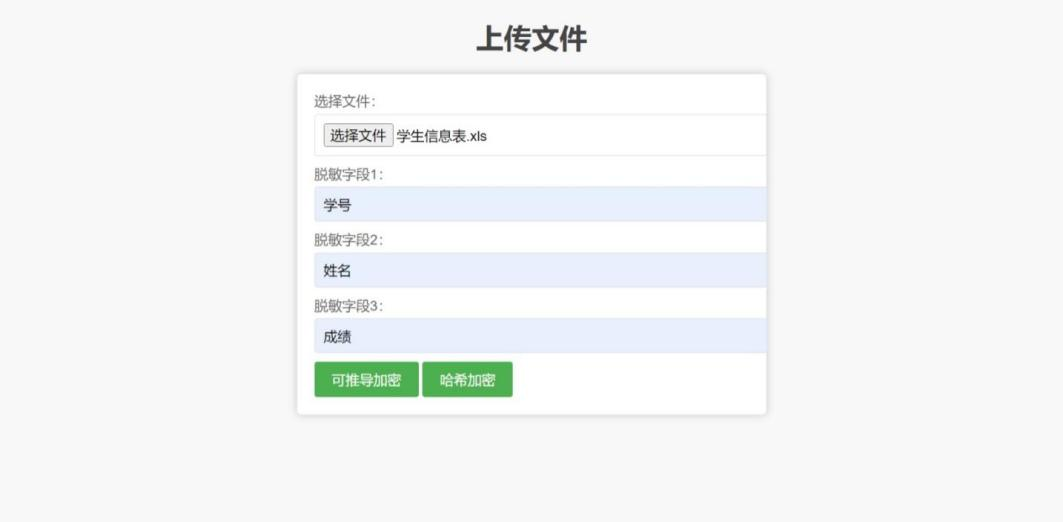 上传文件
选择文件：
选择文件 学生信息表.xls
脱敏字段1：
学号
脱敏字段2：
姓名
脱敏字段3：
成绩
可推导加密 哈希加密